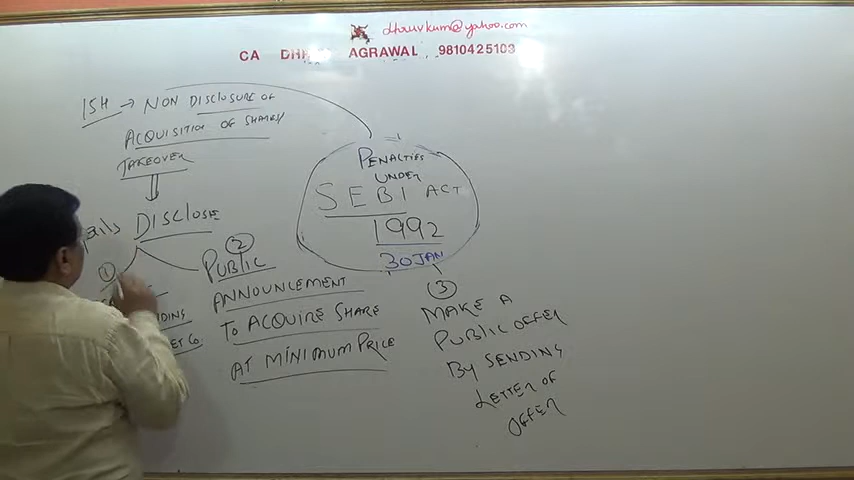 dhruvkum@yahoo.com
CA DHR AGRAWAL 9810425103
15H → NON DISCLOSURE OF
ACQUISITION OF SHARES/
TAKEOVER
PENALTIES
UNDER
SEBI ACT
1992
30 JAN
DISCLOSE
①
② PUBLIC
ANNOUNCEMENT
TO ACQUIRE SHARE
AT MINIMUM PRICE
③
MAKE A
PUBLIC OFFER
BY SENDING
LETTER OF
OFFER